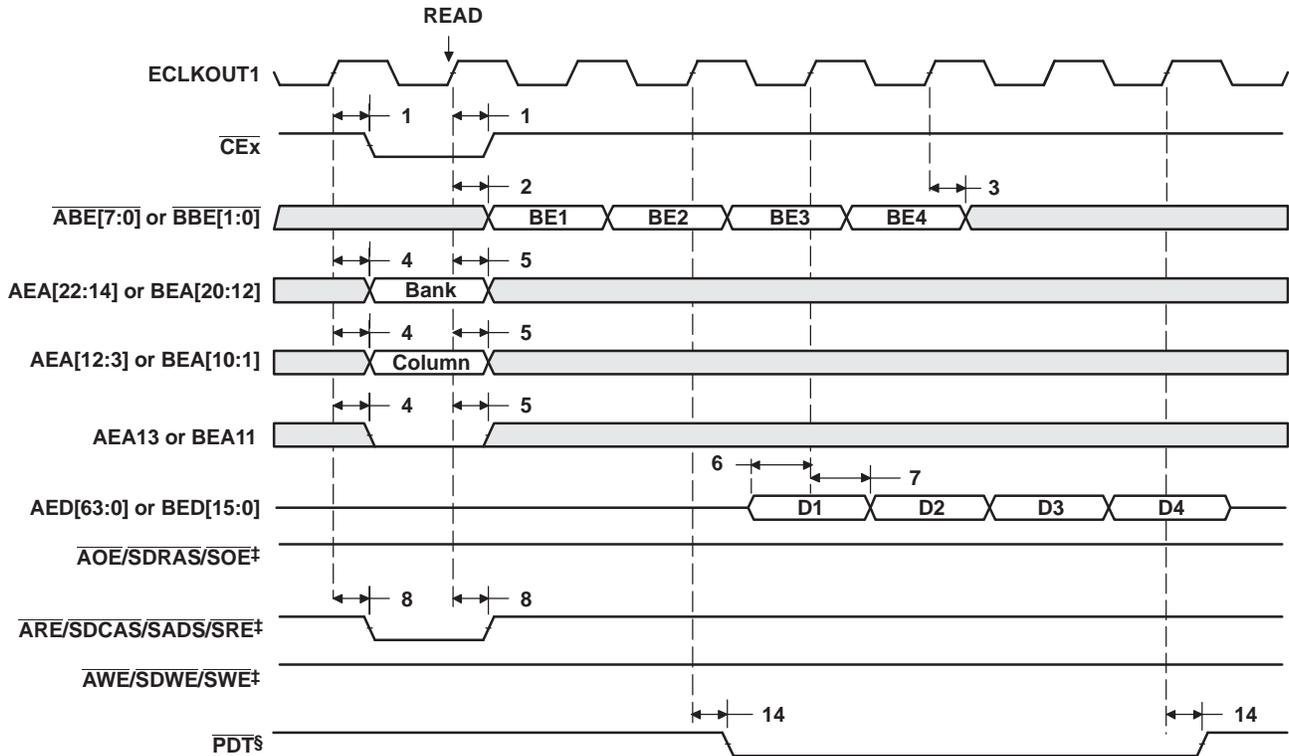 READ
ECLKOUT1
1 1
CEx
2 3
ABE[7:0] or BBE[1:0] BE1 BE2 BE3 BE4
4 5
AEA[22:14] or BEA[20:12] Bank
4 5
AEA[12:3] or BEA[10:1] Column
4 5
AEA13 or BEA11
6 7
AED[63:0] or BED[15:0] D1 D2 D3 D4
AOE/SDRAS/SOE‡
8 8
ARE/SDCAS/SADS/SRE‡
AWE/SDWE/SWE‡
14 14
PDT§